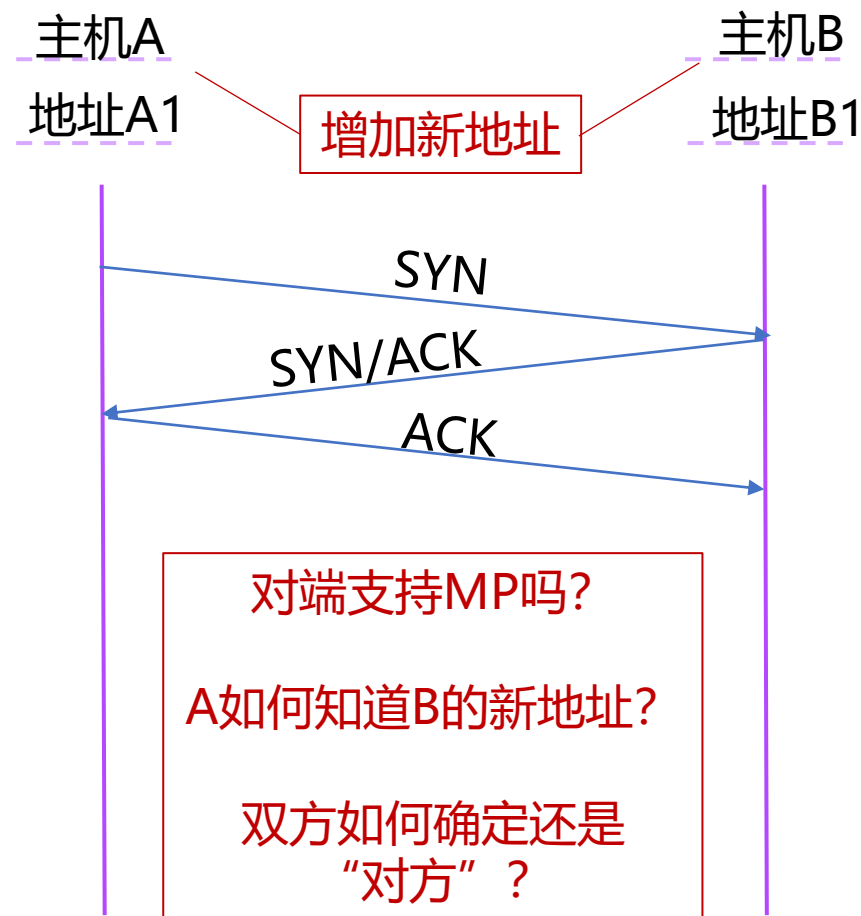 主机A
主机B
地址A1
增加新地址
地址B1
SYN
SYN/ACK
ACK
对端支持MP吗?
A如何知道B的新地址?
双方如何确定还是
“对方”?